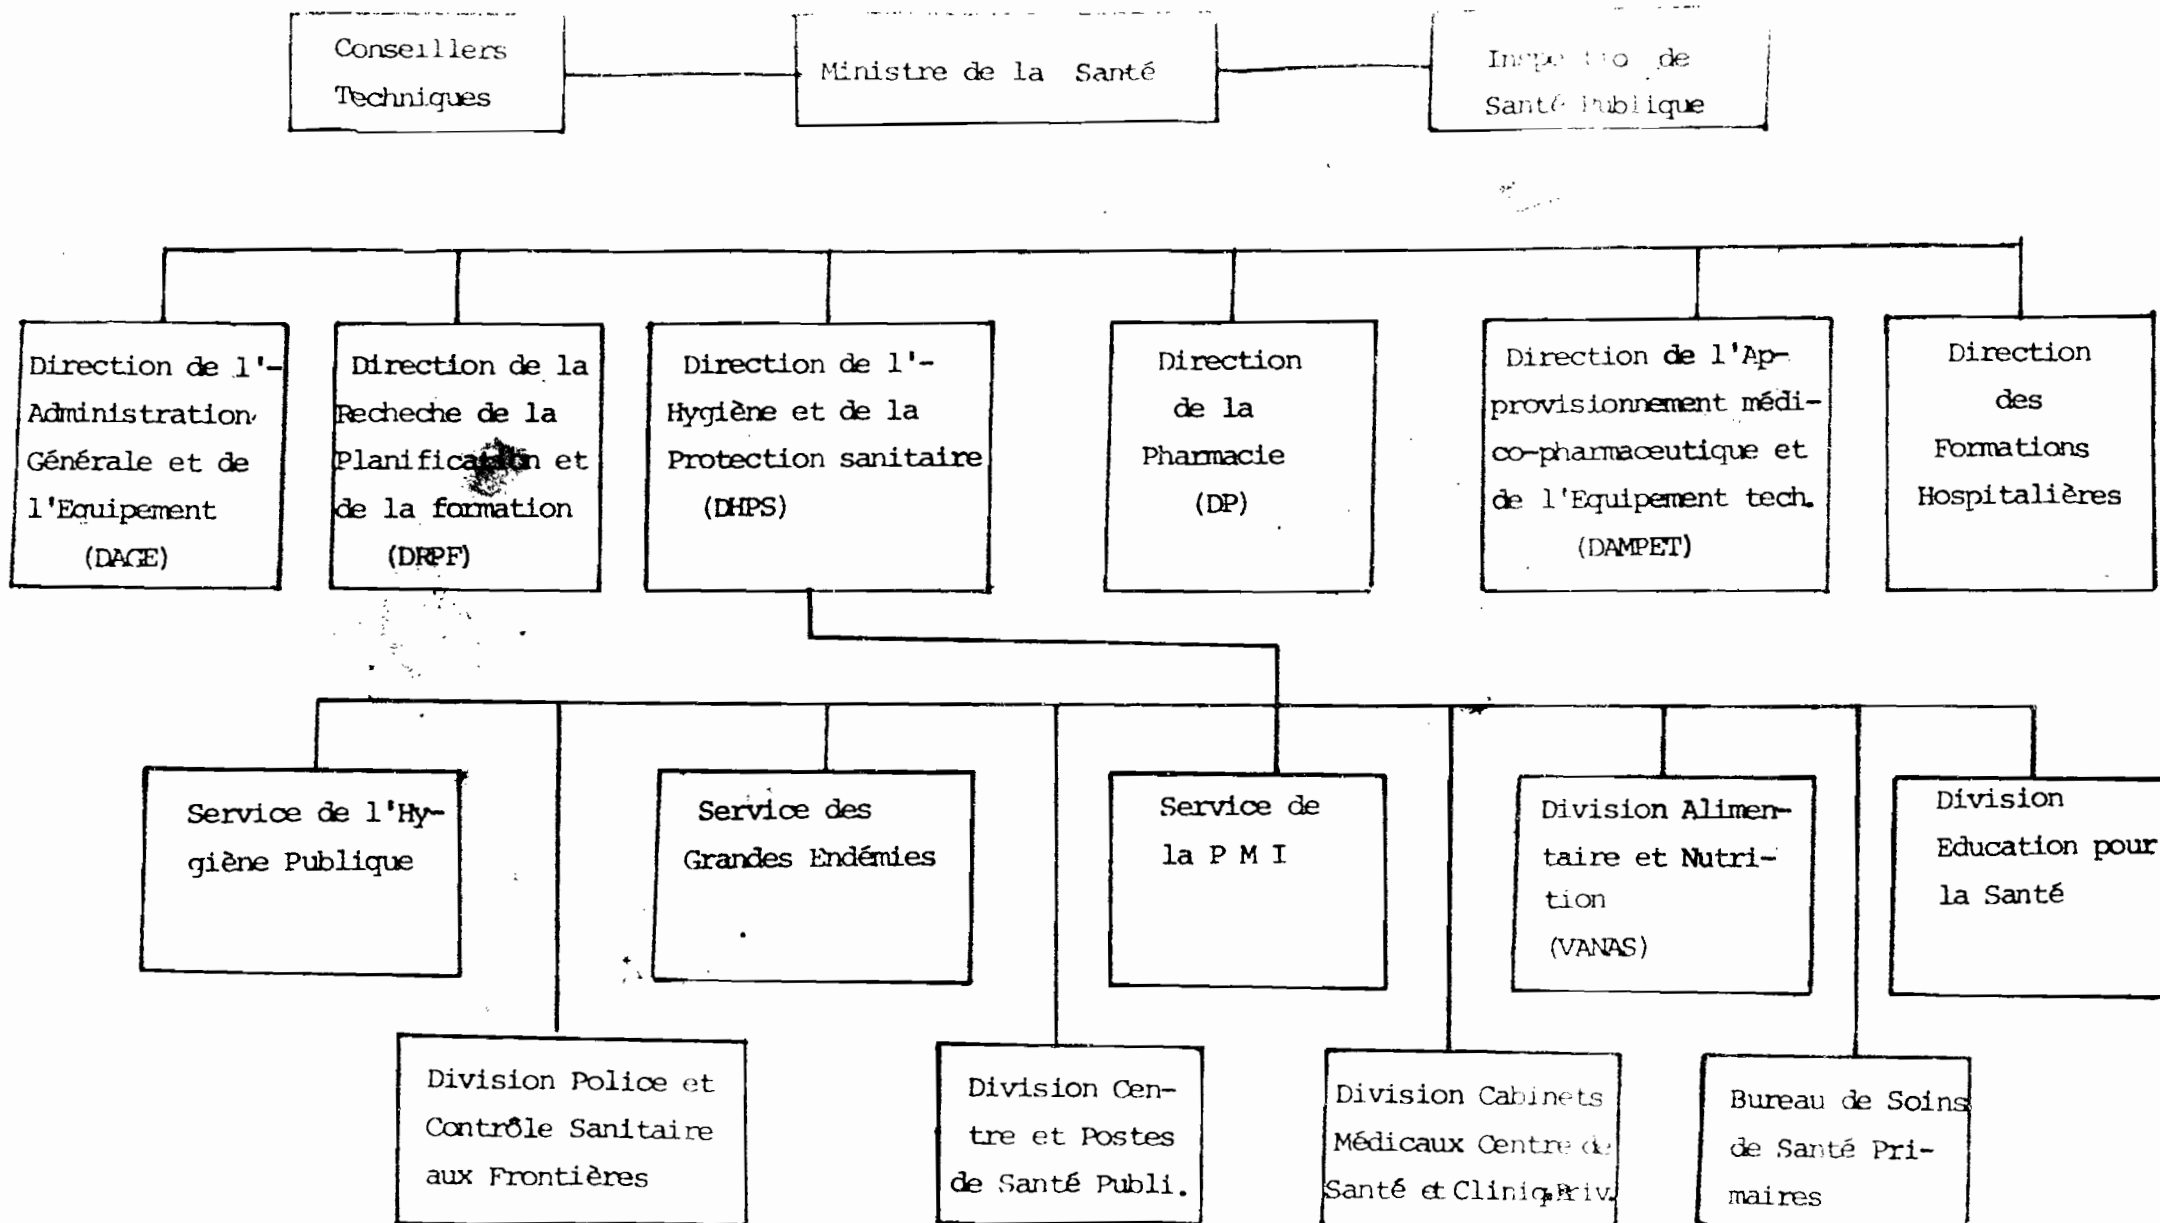 Conseillers
Techniques
Ministre de la Santé
de
Santé Publique
Direction de l'-
Administration
Générale et de
l'Equipement
(DAGE)
Direction de la
Recheche de la
Planification et
de la formation
(DRPF)
Direction de l'-
Hygiène et de la
Protection sanitaire
(DHPS)
Direction
de la
Pharmacie
(DP)
Direction de l'Ap-
provisionnement médi-
co-pharmaceutique et
de l'Equipement tech.
(DAMPET)
Direction
des
Formations
Hospitalières
Service de l'Hy-
giène Publique
Service des
Grandes Endémies
Service de
la P M I
Division Alimen-
taire et Nutri-
tion
(VANAS)
Division
Education pour
la Santé
Division Police et
Contrôle Sanitaire
aux Frontières
Division Cen-
tre et Postes
de Santé Publi.
Division Cabinets
Médicaux Centre de
Santé et Cliniq.Priv.
Bureau de Soins
de Santé Pri-
maires